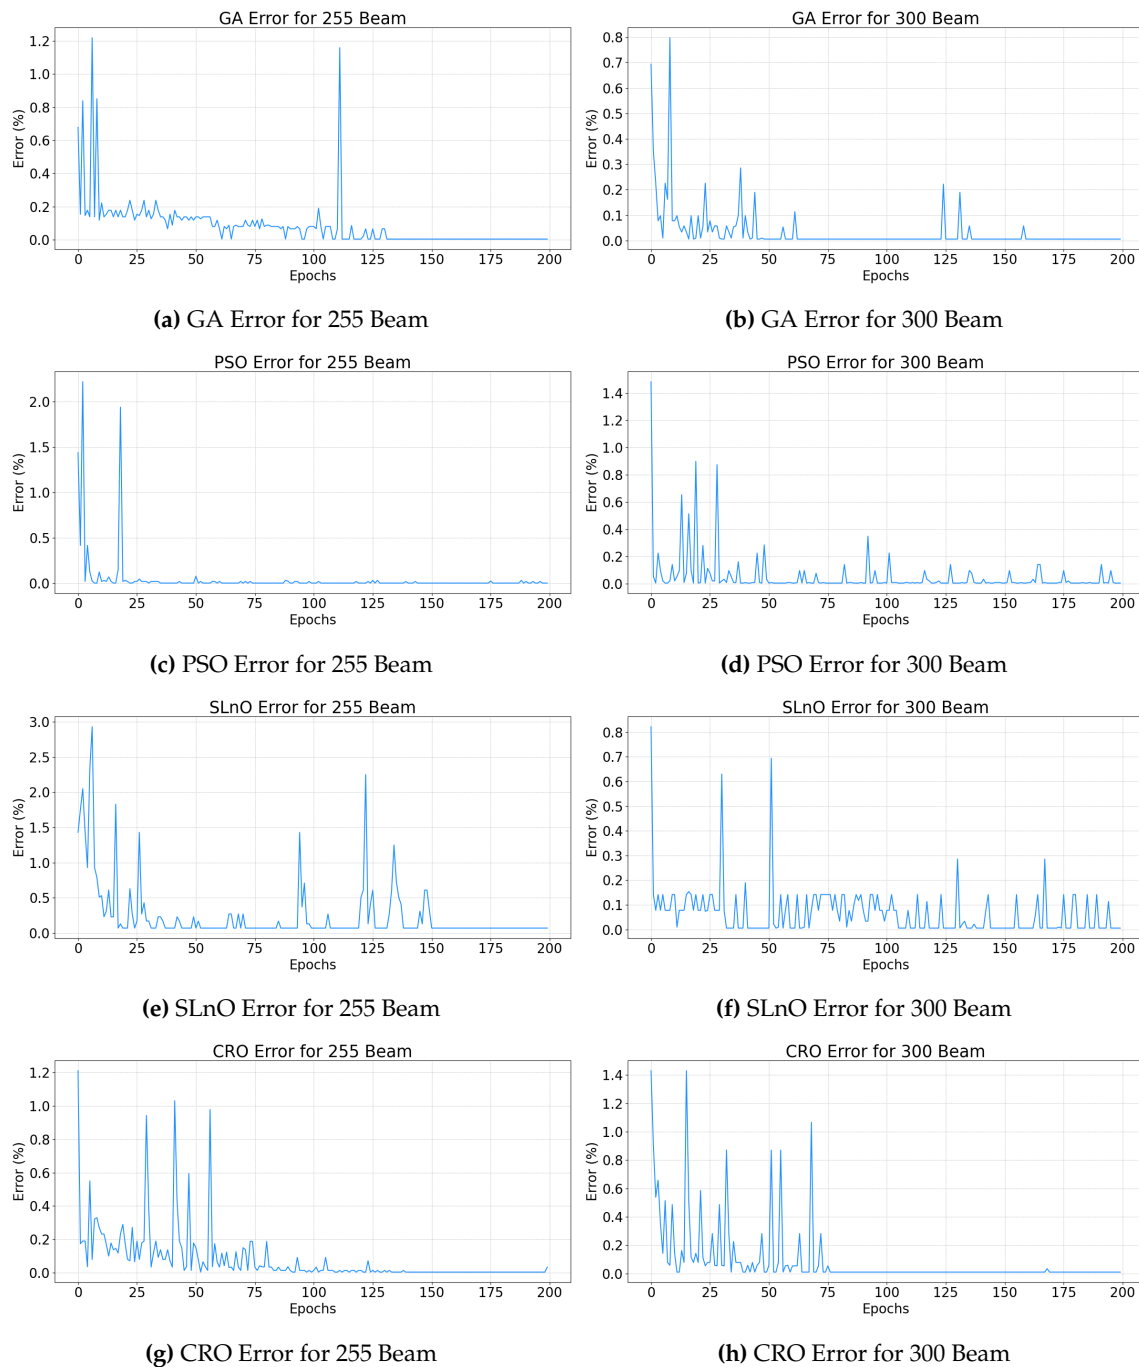 GA Error for 255 Beam
1.2
1.0
0.8
0.6
0.4
0.2
0.0
Error (%)
0 25 50 75 100 125 150 175 200
Epochs
(a) GA Error for 255 Beam
GA Error for 300 Beam
0.8
0.7
0.6
0.5
0.4
0.3
0.2
0.1
0.0
Error (%)
0 25 50 75 100 125 150 175 200
Epochs
(b) GA Error for 300 Beam
PSO Error for 255 Beam
2.0
1.5
1.0
0.5
0.0
Error (%)
0 25 50 75 100 125 150 175 200
Epochs
(c) PSO Error for 255 Beam
PSO Error for 300 Beam
1.4
1.2
1.0
0.8
0.6
0.4
0.2
0.0
Error (%)
0 25 50 75 100 125 150 175 200
Epochs
(d) PSO Error for 300 Beam
SLnO Error for 255 Beam
3.0
2.5
2.0
1.5
1.0
0.5
0.0
Error (%)
0 25 50 75 100 125 150 175 200
Epochs
(e) SLnO Error for 255 Beam
SLnO Error for 300 Beam
0.8
0.7
0.6
0.5
0.4
0.3
0.2
0.1
0.0
Error (%)
0 25 50 75 100 125 150 175 200
Epochs
(f) SLnO Error for 300 Beam
CRO Error for 255 Beam
1.2
1.0
0.8
0.6
0.4
0.2
0.0
Error (%)
0 25 50 75 100 125 150 175 200
Epochs
(g) CRO Error for 255 Beam
CRO Error for 300 Beam
1.4
1.2
1.0
0.8
0.6
0.4
0.2
0.0
Error (%)
0 25 50 75 100 125 150 175 200
Epochs
(h) CRO Error for 300 Beam